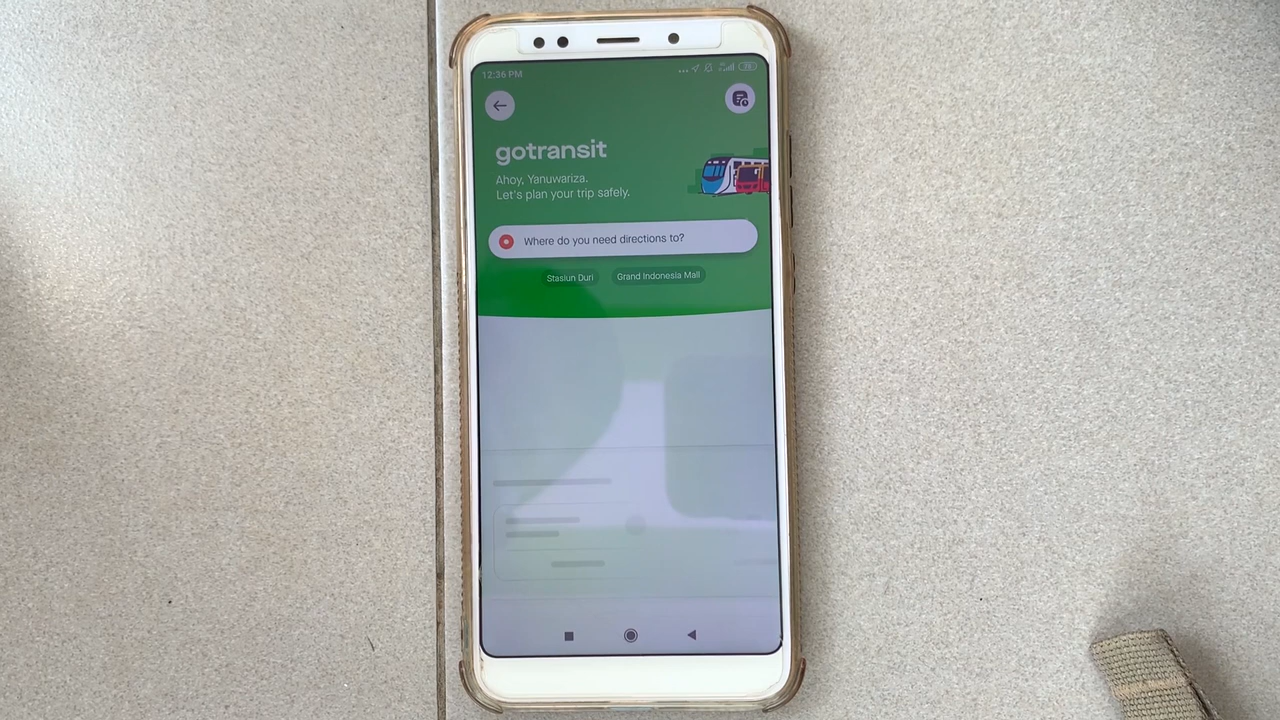 12:36 PM
gotransit
Ahoy, Yanuwariza.
Let's plan your trip safely.
Where do you need directions to?
Stasiun Duri
Grand Indonesia Mall